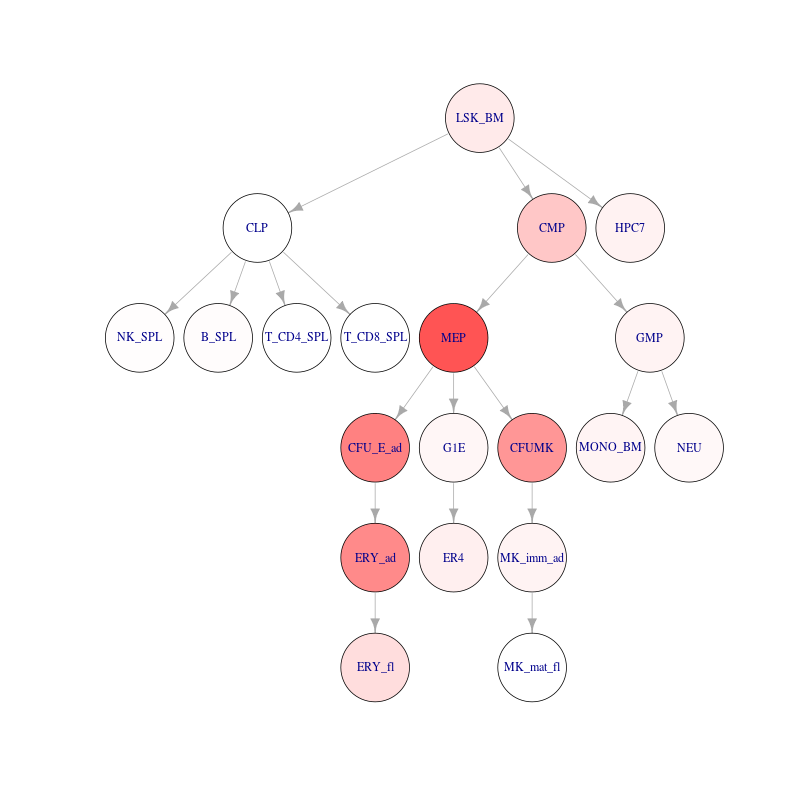 LSK_BM
CLP
CMP
HPC7
NK_SPL
B_SPL
T_CD4_SPL
T_CD8_SPL
MEP
GMP
CFU_E_ad
G1E
CFUMK
MONO_BM
NEU
ERY_ad
ER4
MK_imm_ad
ERY_fl
MK_mat_fl